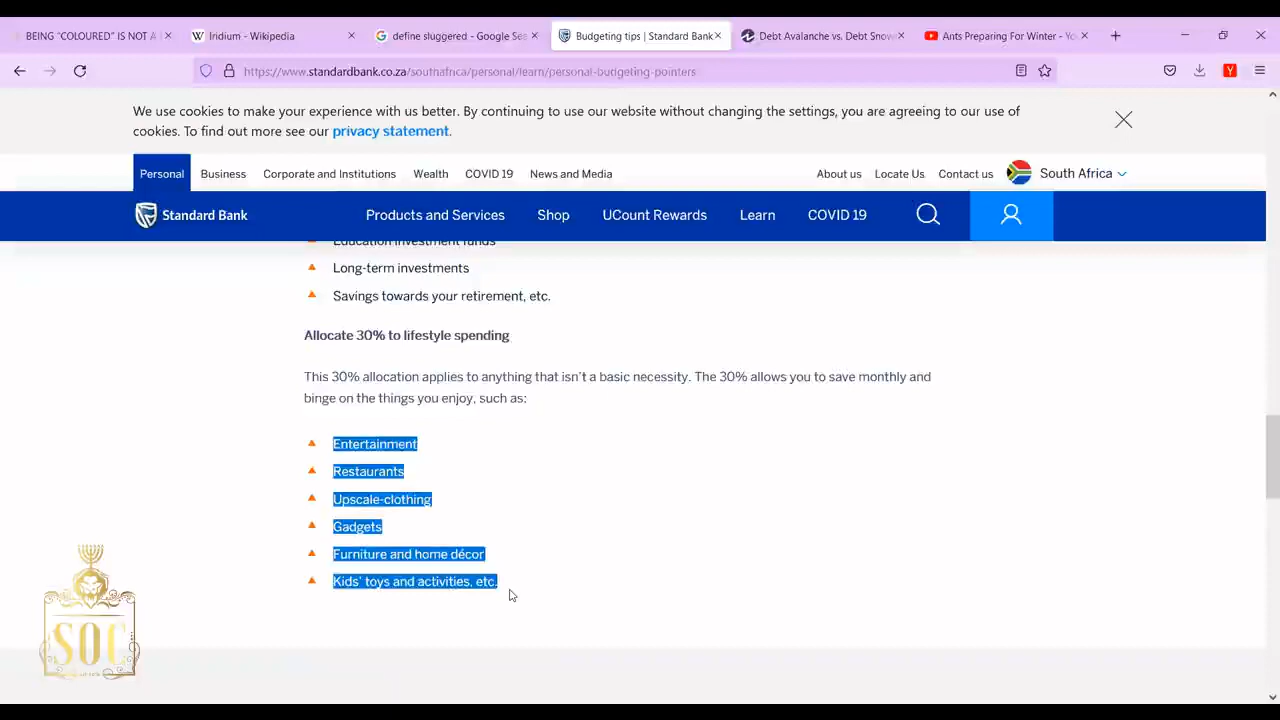 BEING "COLOURED" IS NOT A
Iridium - Wikipedia
define sluggered - Google Sea
Budgeting tips | Standard Bank
Debt Avalanche vs. Debt Snow
Ants Preparing For Winter - Yo
https://www.standardbank.co.za/southafrica/personal/learn/personal-budgeting-pointers
We use cookies to make your experience with us better. By continuing to use our website without changing the settings, you are agreeing to our use of
cookies. To find out more see our privacy statement.
Personal Business Corporate and Institutions Wealth COVID 19 News and Media About us Locate Us Contact us South Africa
Standard Bank Products and Services Shop UCount Rewards Learn COVID 19
Education investment funds
Long-term investments
Savings towards your retirement, etc.
Allocate 30% to lifestyle spending
This 30% allocation applies to anything that isn't a basic necessity. The 30% allows you to save monthly and
binge on the things you enjoy, such as:
Entertainment
Restaurants
Upscale-clothing
Gadgets
Furniture and home décor
Kids' toys and activities, etc.
SOC